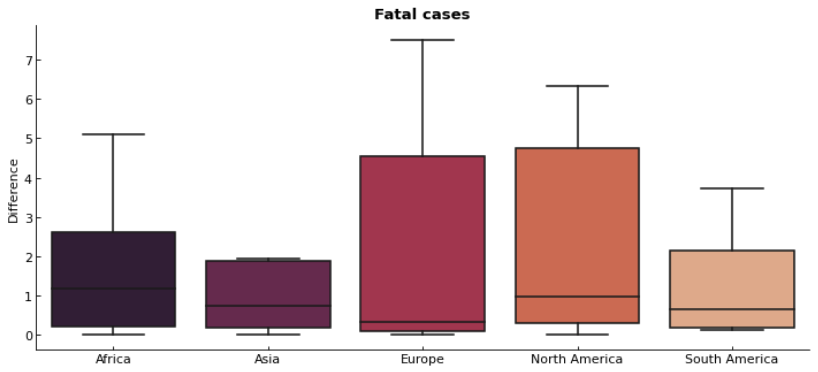 Fatal cases
Difference
7
6
5
4
3
2
1
0
Africa
Asia
Europe
North America
South America